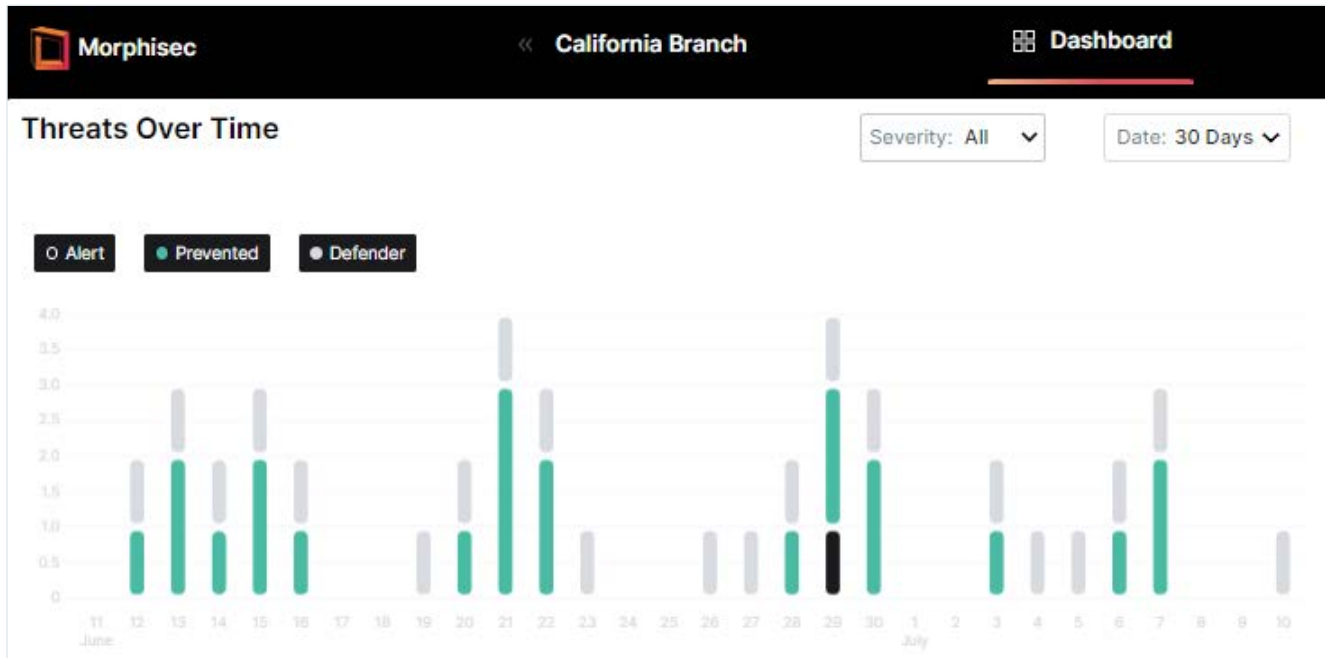 Morphisec
« California Branch
Dashboard
Threats Over Time
Severity: All
Date: 30 Days
Alert
Prevented
Defender
4.0
3.5
3.0
2.5
2.0
1.5
1.0
0.5
0
11 12 13 14 15 16 17 18 19 20 21 22 23 24 25 26 27 28 29 30 1 2 3 4 5 6 7 8 9 10
June July